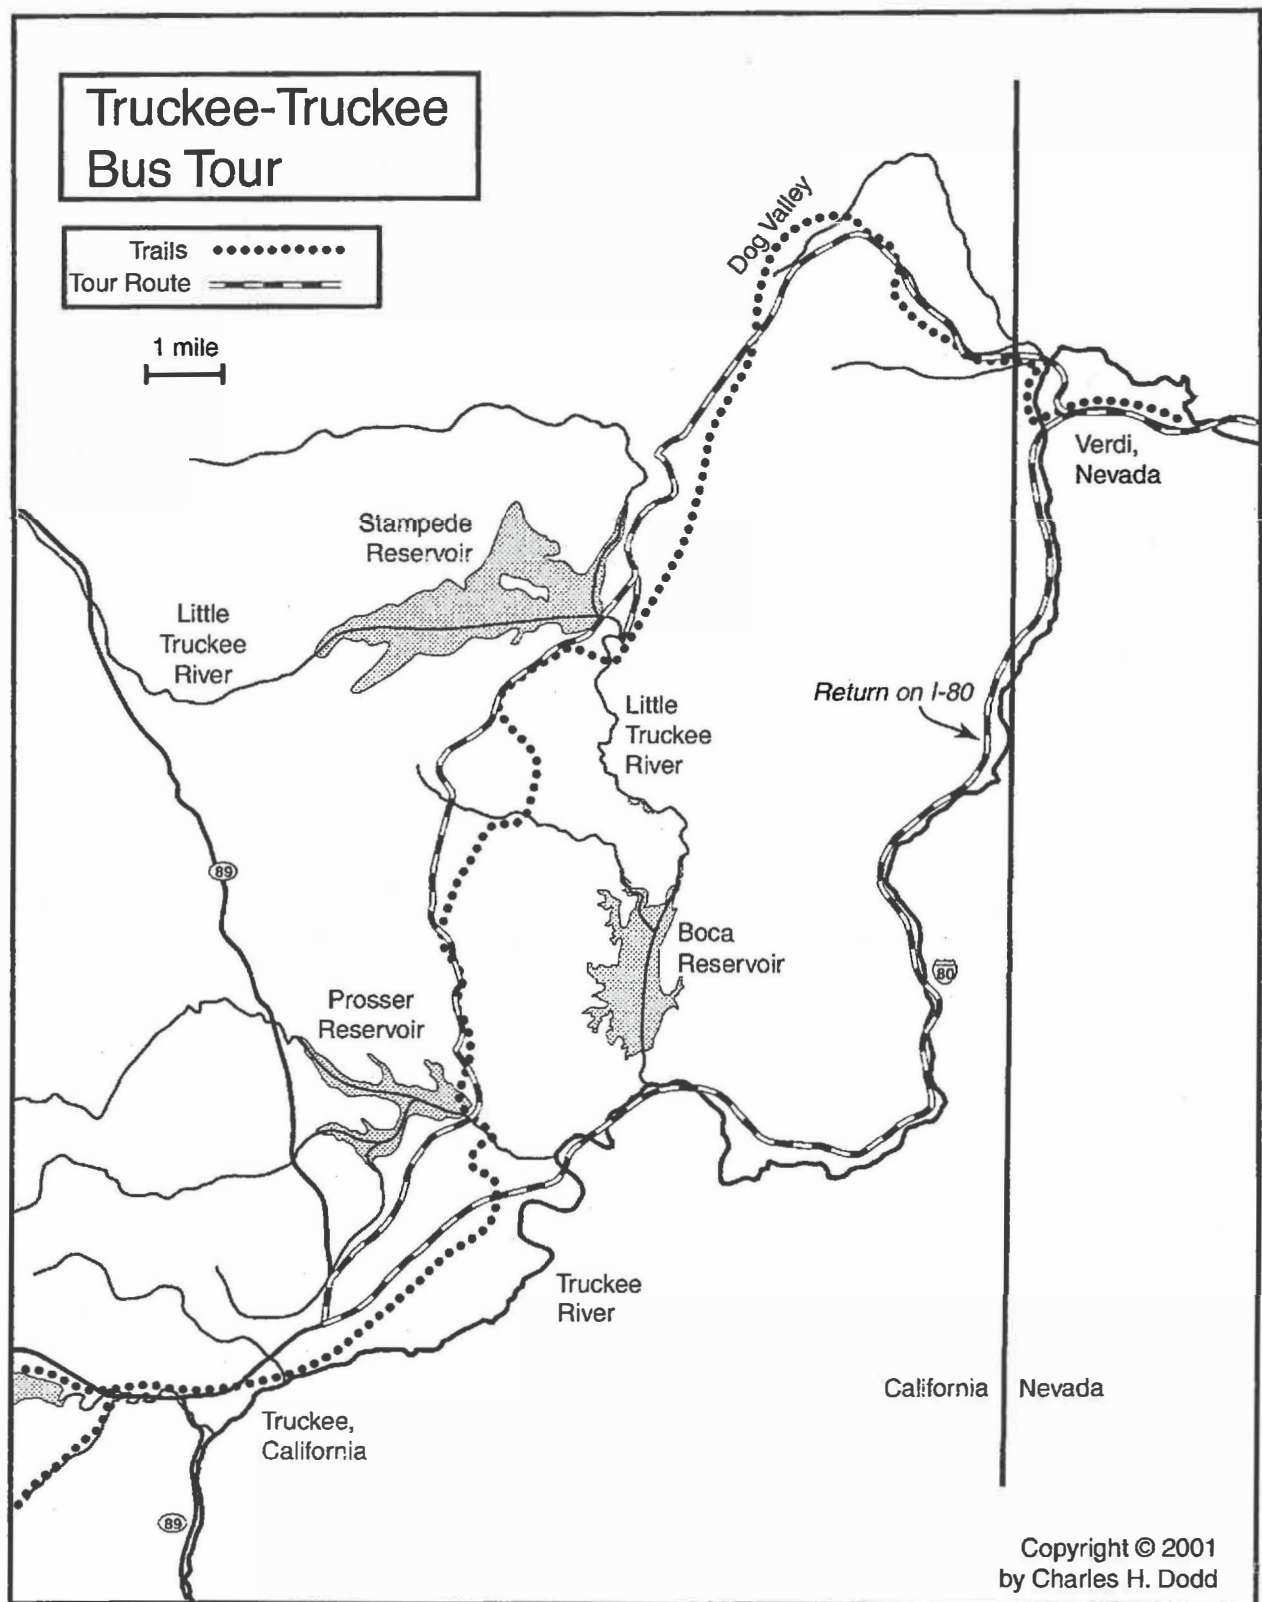 Truckee-Truckee
Bus Tour
Trails
Tour Route
1 mile
Dog Valley
Verdi,
Nevada
Stampede
Reservoir
Little
Truckee
River
Return on I-80
Little
Truckee
River
89
Boca
Reservoir
80
Prosser
Reservoir
Truckee
River
California
Nevada
Truckee,
California
89
Copyright © 2001
by Charles H. Dodd